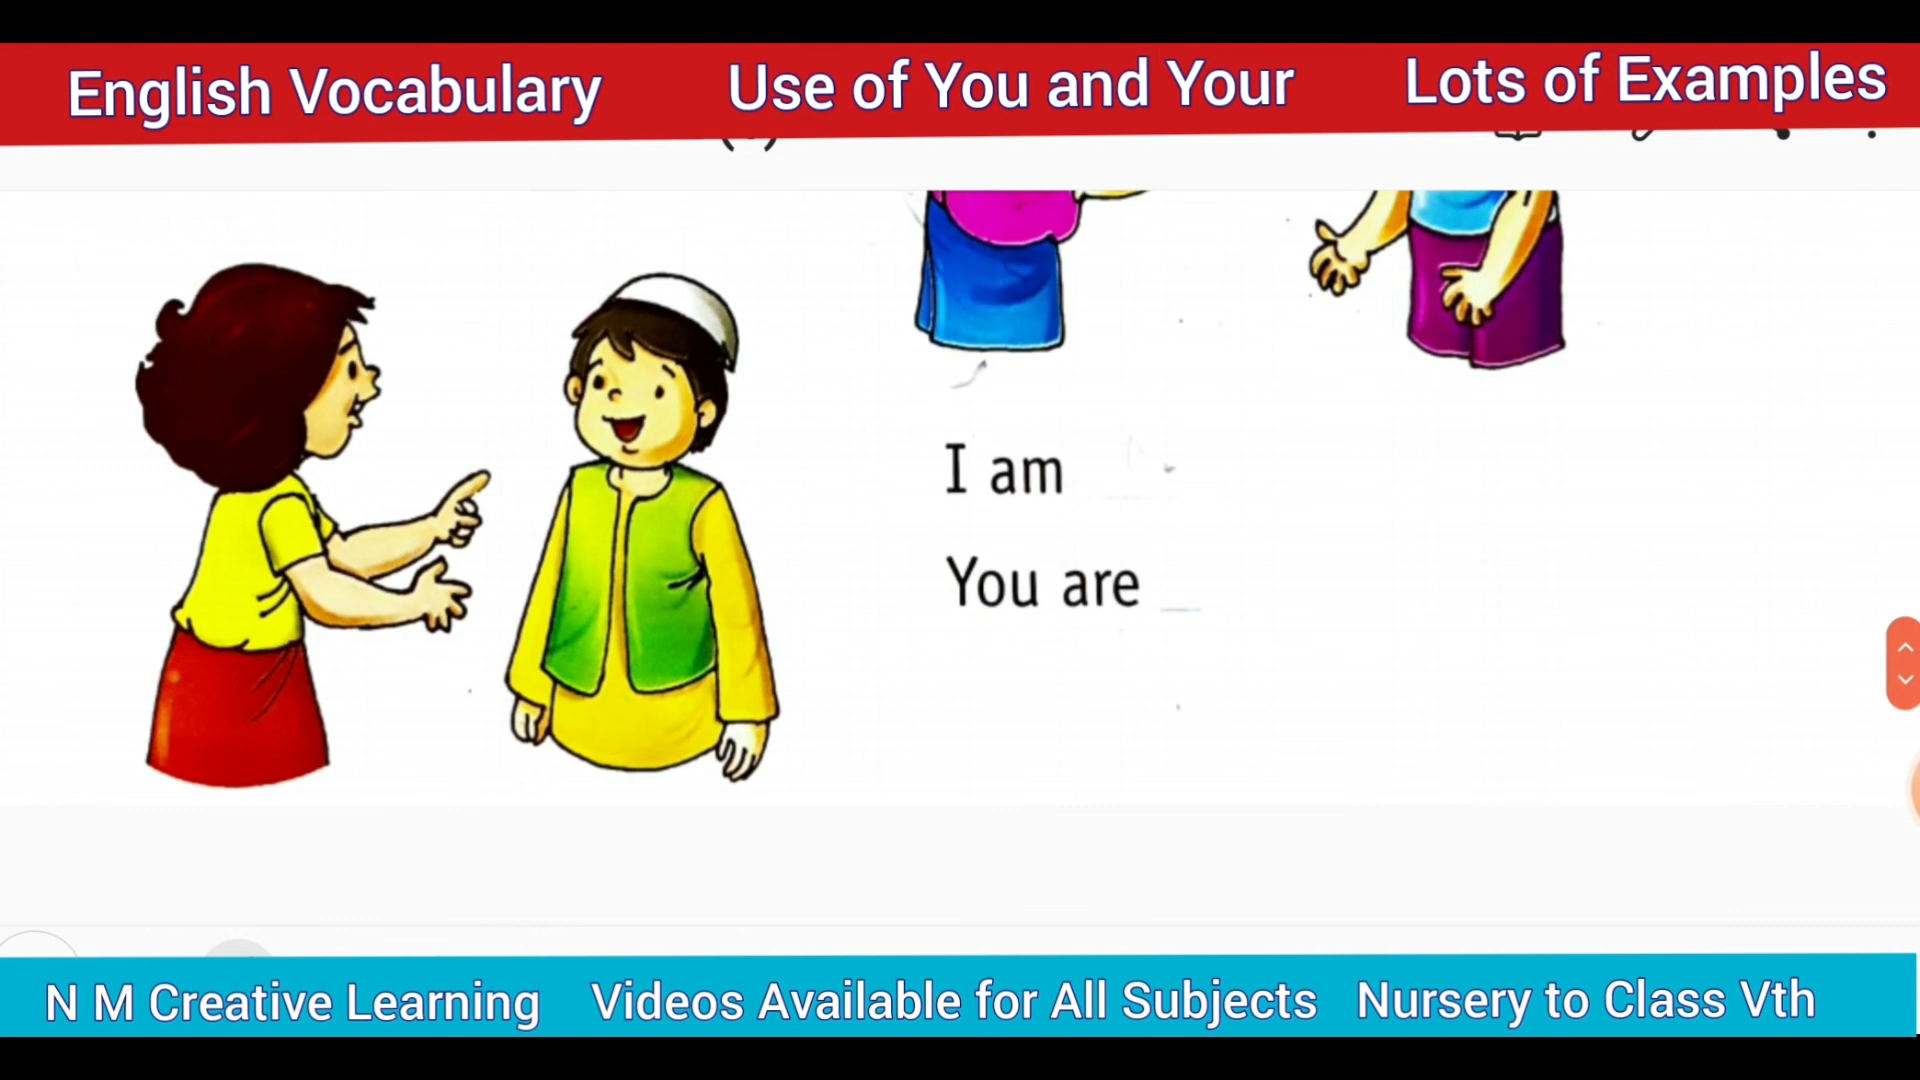 English Vocabulary Use of You and Your Lots of Examples
I am
You are
N M Creative Learning Videos Available for All Subjects Nursery to Class Vth